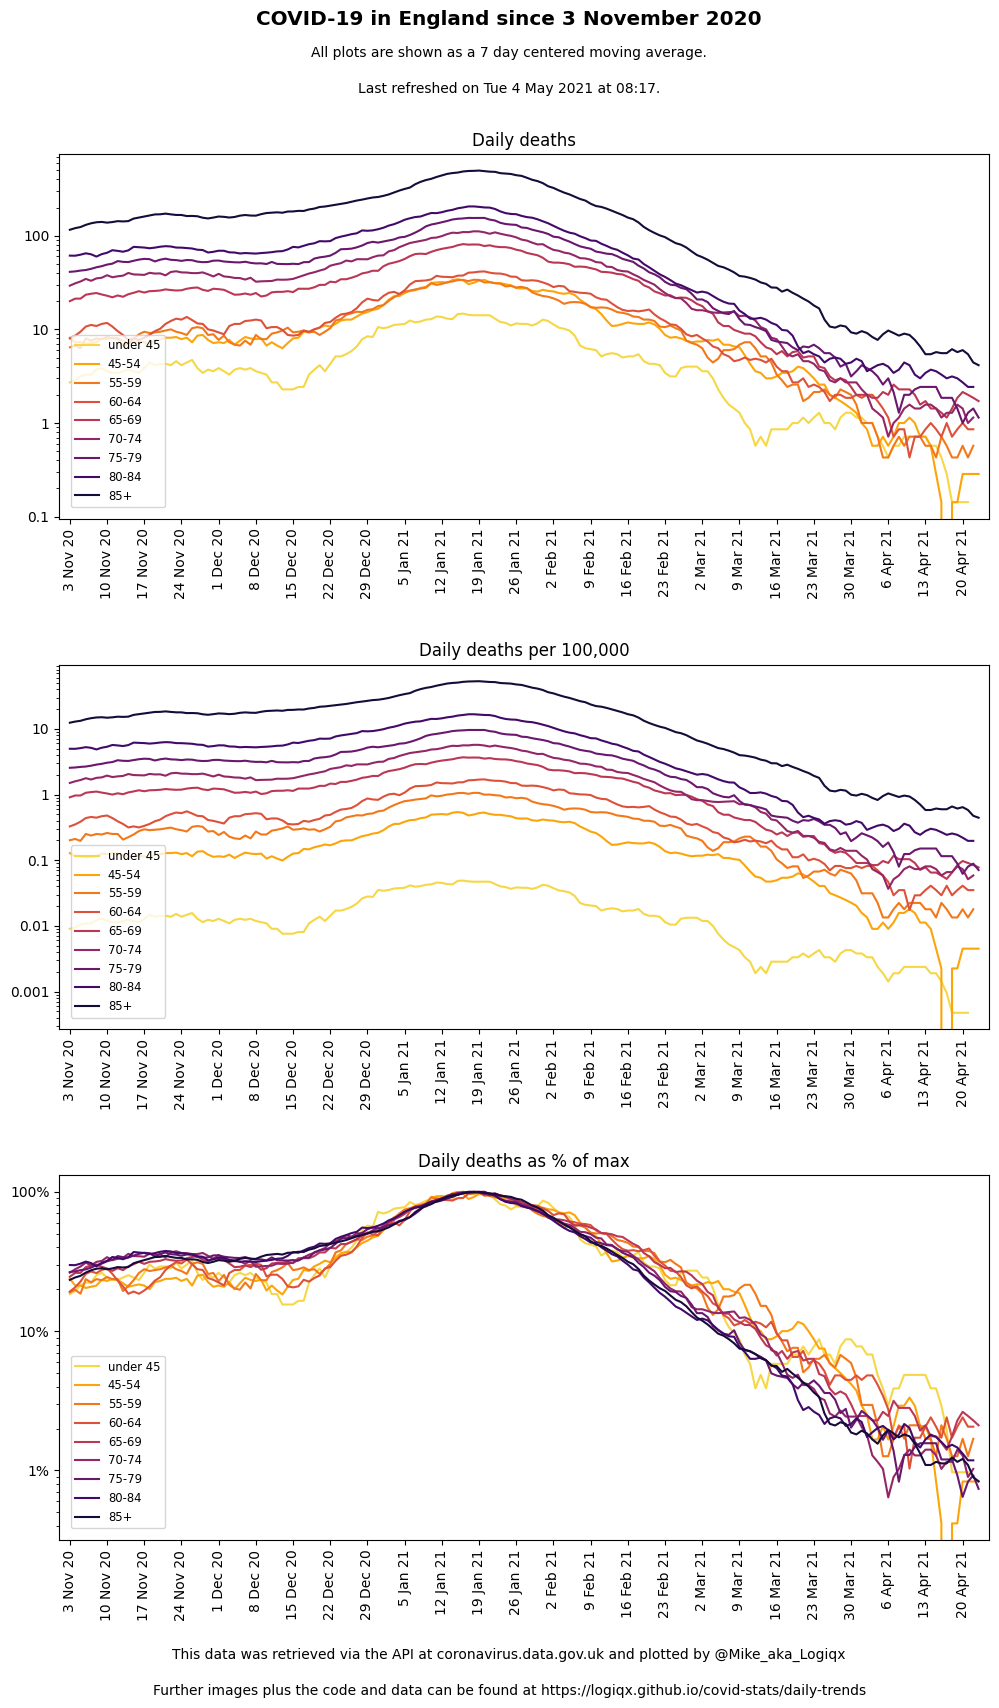 COVID-19 in England since 3 November 2020
All plots are shown as a 7 day centered moving average.
Last refreshed on Tue 4 May 2021 at 08:17.
Daily deaths
100
10
1
0.1
under 45
45-54
55-59
60-64
65-69
70-74
75-79
80-84
85+
3 Nov 20
10 Nov 20
17 Nov 20
24 Nov 20
1 Dec 20
8 Dec 20
15 Dec 20
22 Dec 20
29 Dec 20
5 Jan 21
12 Jan 21
19 Jan 21
26 Jan 21
2 Feb 21
9 Feb 21
16 Feb 21
23 Feb 21
2 Mar 21
9 Mar 21
16 Mar 21
23 Mar 21
30 Mar 21
6 Apr 21
13 Apr 21
20 Apr 21
Daily deaths per 100,000
10
1
0.1
0.01
0.001
under 45
45-54
55-59
60-64
65-69
70-74
75-79
80-84
85+
3 Nov 20
10 Nov 20
17 Nov 20
24 Nov 20
1 Dec 20
8 Dec 20
15 Dec 20
22 Dec 20
29 Dec 20
5 Jan 21
12 Jan 21
19 Jan 21
26 Jan 21
2 Feb 21
9 Feb 21
16 Feb 21
23 Feb 21
2 Mar 21
9 Mar 21
16 Mar 21
23 Mar 21
30 Mar 21
6 Apr 21
13 Apr 21
20 Apr 21
Daily deaths as % of max
100%
10%
1%
under 45
45-54
55-59
60-64
65-69
70-74
75-79
80-84
85+
3 Nov 20
10 Nov 20
17 Nov 20
24 Nov 20
1 Dec 20
8 Dec 20
15 Dec 20
22 Dec 20
29 Dec 20
5 Jan 21
12 Jan 21
19 Jan 21
26 Jan 21
2 Feb 21
9 Feb 21
16 Feb 21
23 Feb 21
2 Mar 21
9 Mar 21
16 Mar 21
23 Mar 21
30 Mar 21
6 Apr 21
13 Apr 21
20 Apr 21
This data was retrieved via the API at coronavirus.data.gov.uk and plotted by @Mike_aka_Logiqx
Further images plus the code and data can be found at https://logiqx.github.io/covid-stats/daily-trends